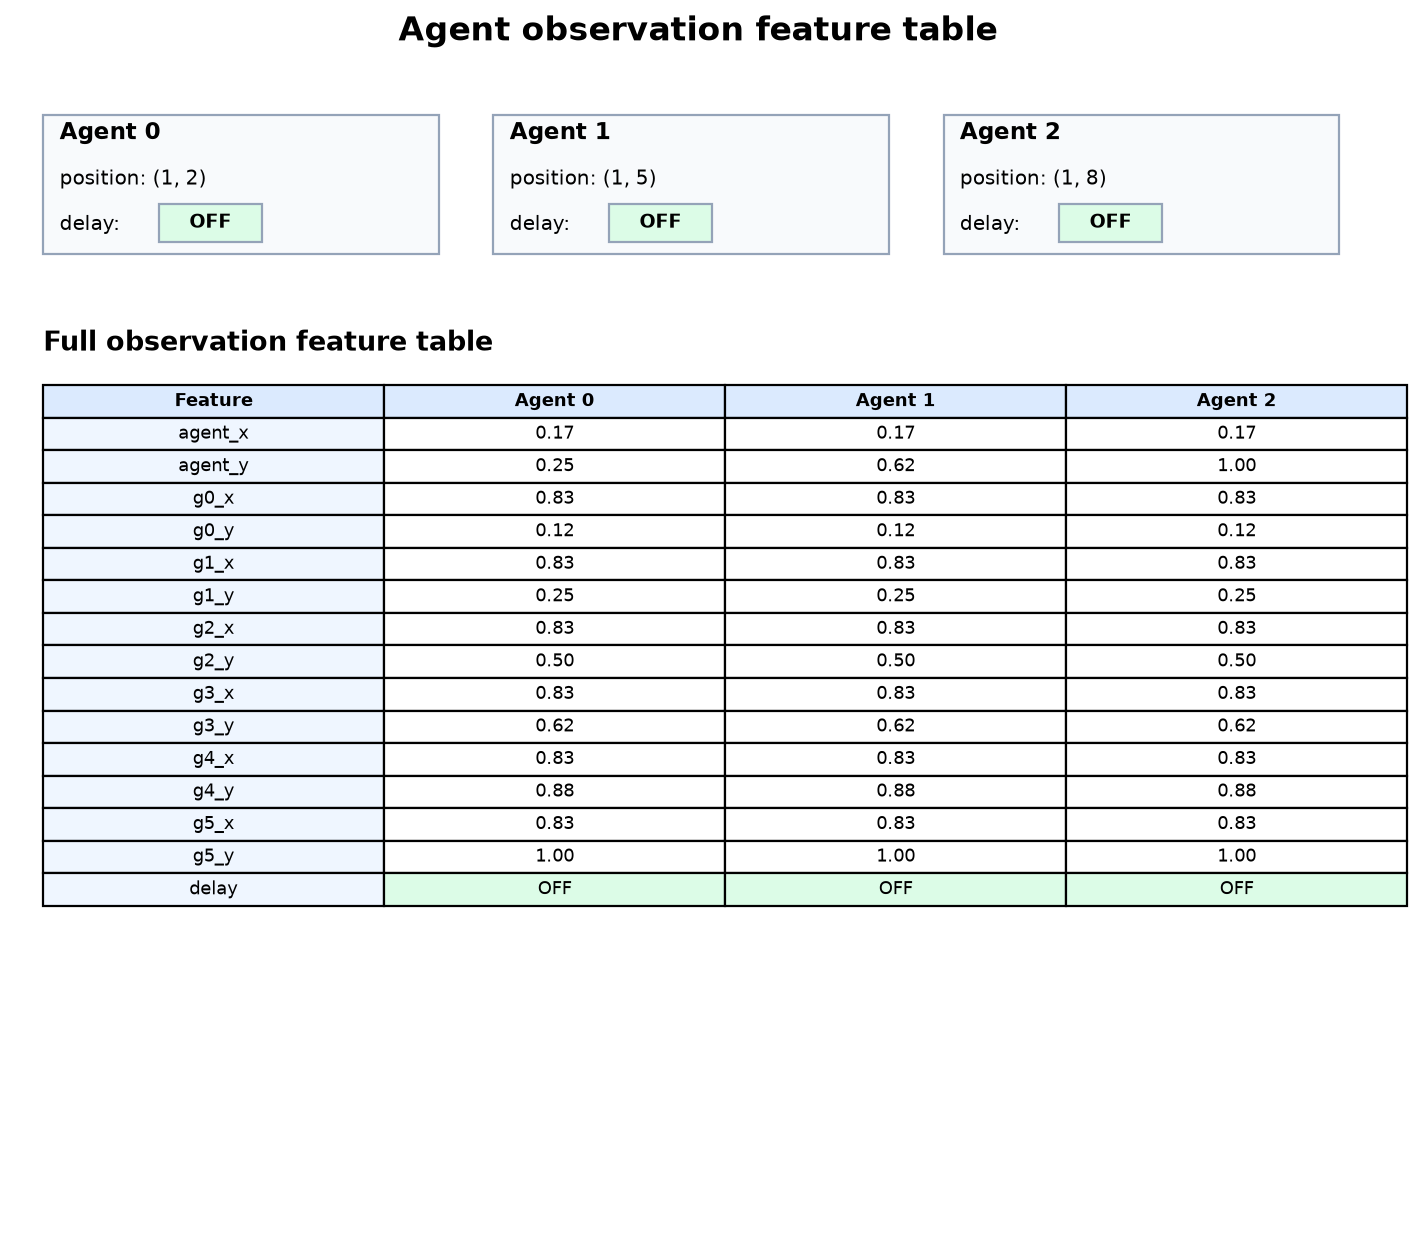 Agent observation feature table
Agent 0 Agent 1 Agent 2
position: (1, 2) position: (1, 5) position: (1, 8)
delay: OFF delay: OFF delay: OFF
Full observation feature table
Feature Agent 0 Agent 1 Agent 2
agent_x 0.17 0.17 0.17
agent_y 0.25 0.62 1.00
g0_x 0.83 0.83 0.83
g0_y 0.12 0.12 0.12
g1_x 0.83 0.83 0.83
g1_y 0.25 0.25 0.25
g2_x 0.83 0.83 0.83
g2_y 0.50 0.50 0.50
g3_x 0.83 0.83 0.83
g3_y 0.62 0.62 0.62
g4_x 0.83 0.83 0.83
g4_y 0.88 0.88 0.88
g5_x 0.83 0.83 0.83
g5_y 1.00 1.00 1.00
delay OFF OFF OFF